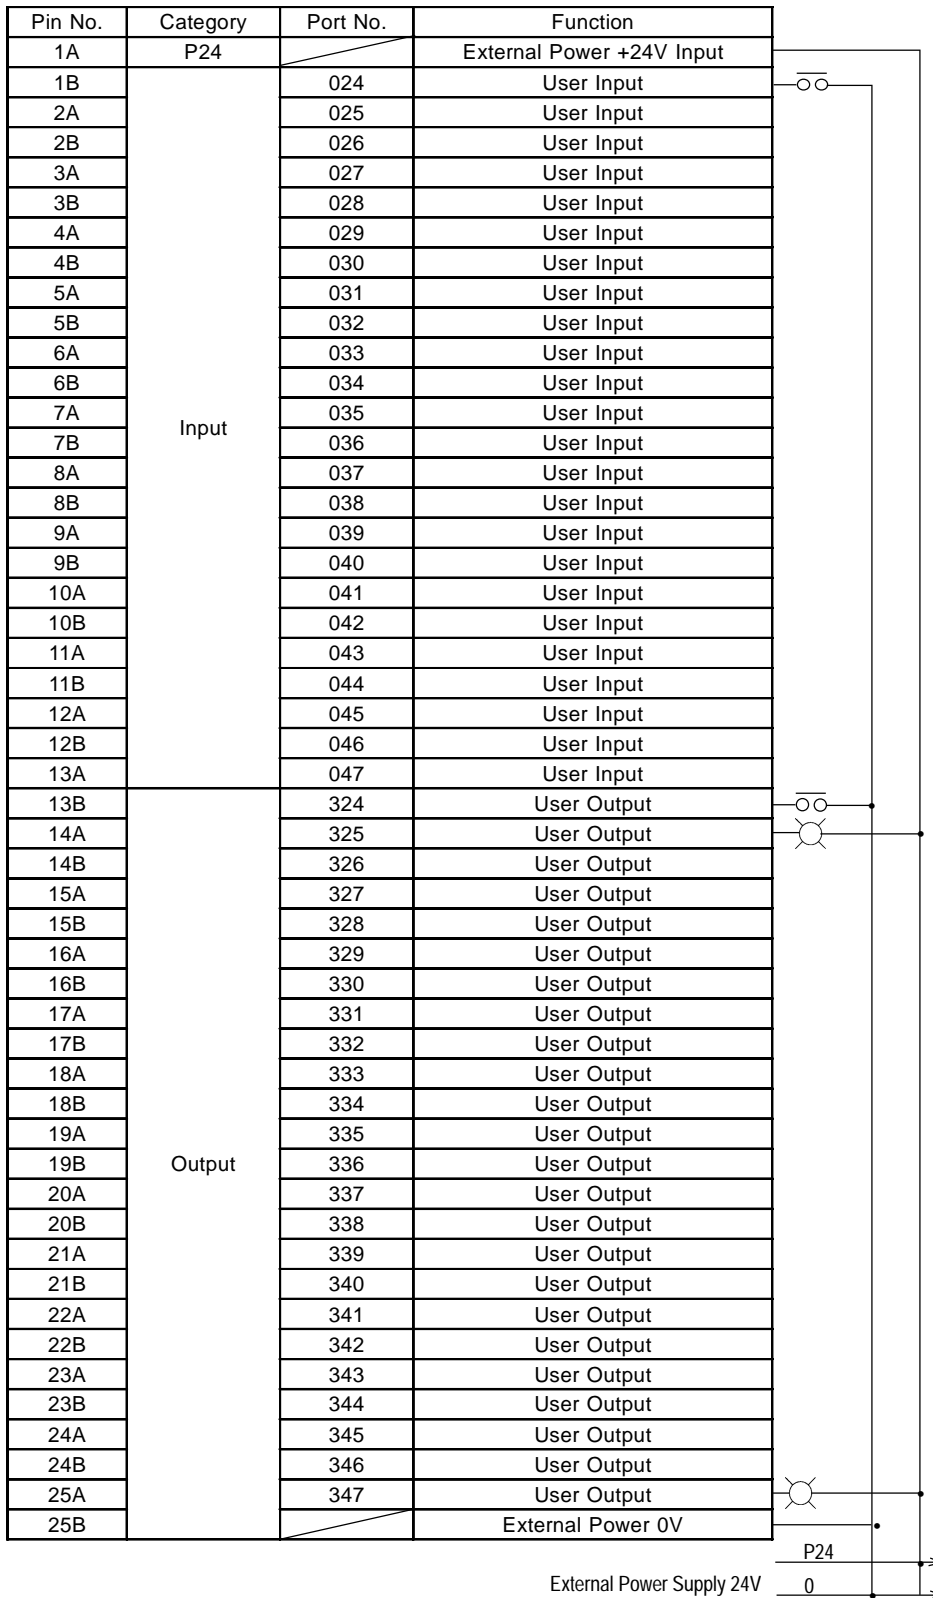 Pin No. Category Port No. Function
1A P24 External Power +24V Input
1B 024 User Input
2A 025 User Input
2B 026 User Input
3A 027 User Input
3B 028 User Input
4A 029 User Input
4B 030 User Input
5A 031 User Input
5B 032 User Input
6A 033 User Input
6B 034 User Input
7A 035 User Input
Input
7B 036 User Input
8A 037 User Input
8B 038 User Input
9A 039 User Input
9B 040 User Input
10A 041 User Input
10B 042 User Input
11A 043 User Input
11B 044 User Input
12A 045 User Input
12B 046 User Input
13A 047 User Input
13B 324 User Output
14A 325 User Output
14B 326 User Output
15A 327 User Output
15B 328 User Output
16A 329 User Output
16B 330 User Output
17A 331 User Output
17B 332 User Output
18A 333 User Output
18B 334 User Output
19A 335 User Output
19B Output 336 User Output
20A 337 User Output
20B 338 User Output
21A 339 User Output
21B 340 User Output
22A 341 User Output
22B 342 User Output
23A 343 User Output
23B 344 User Output
24A 345 User Output
24B 346 User Output
25A 347 User Output
25B External Power 0V
P24
External Power Supply 24V 0